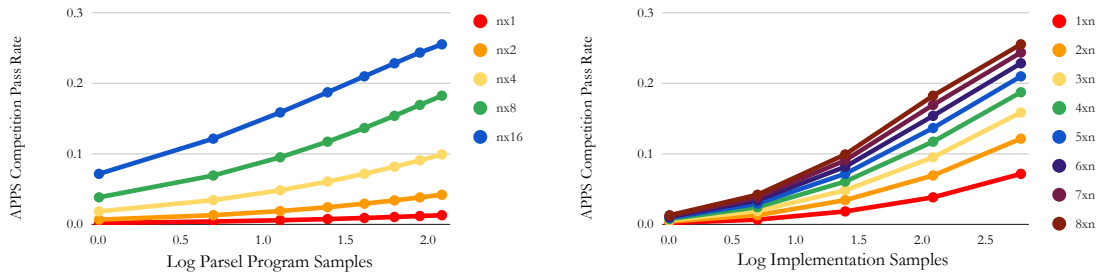 APPS Competition Pass Rate
0.3
0.2
0.1
0.0
0.0 0.5 1.0 1.5 2.0
Log Parsel Program Samples
nx1
nx2
nx4
nx8
nx16
APPS Competition Pass Rate
0.3
0.2
0.1
0.0
0.0 0.5 1.0 1.5 2.0 2.5
Log Implementation Samples
1xn
2xn
3xn
4xn
5xn
6xn
7xn
8xn